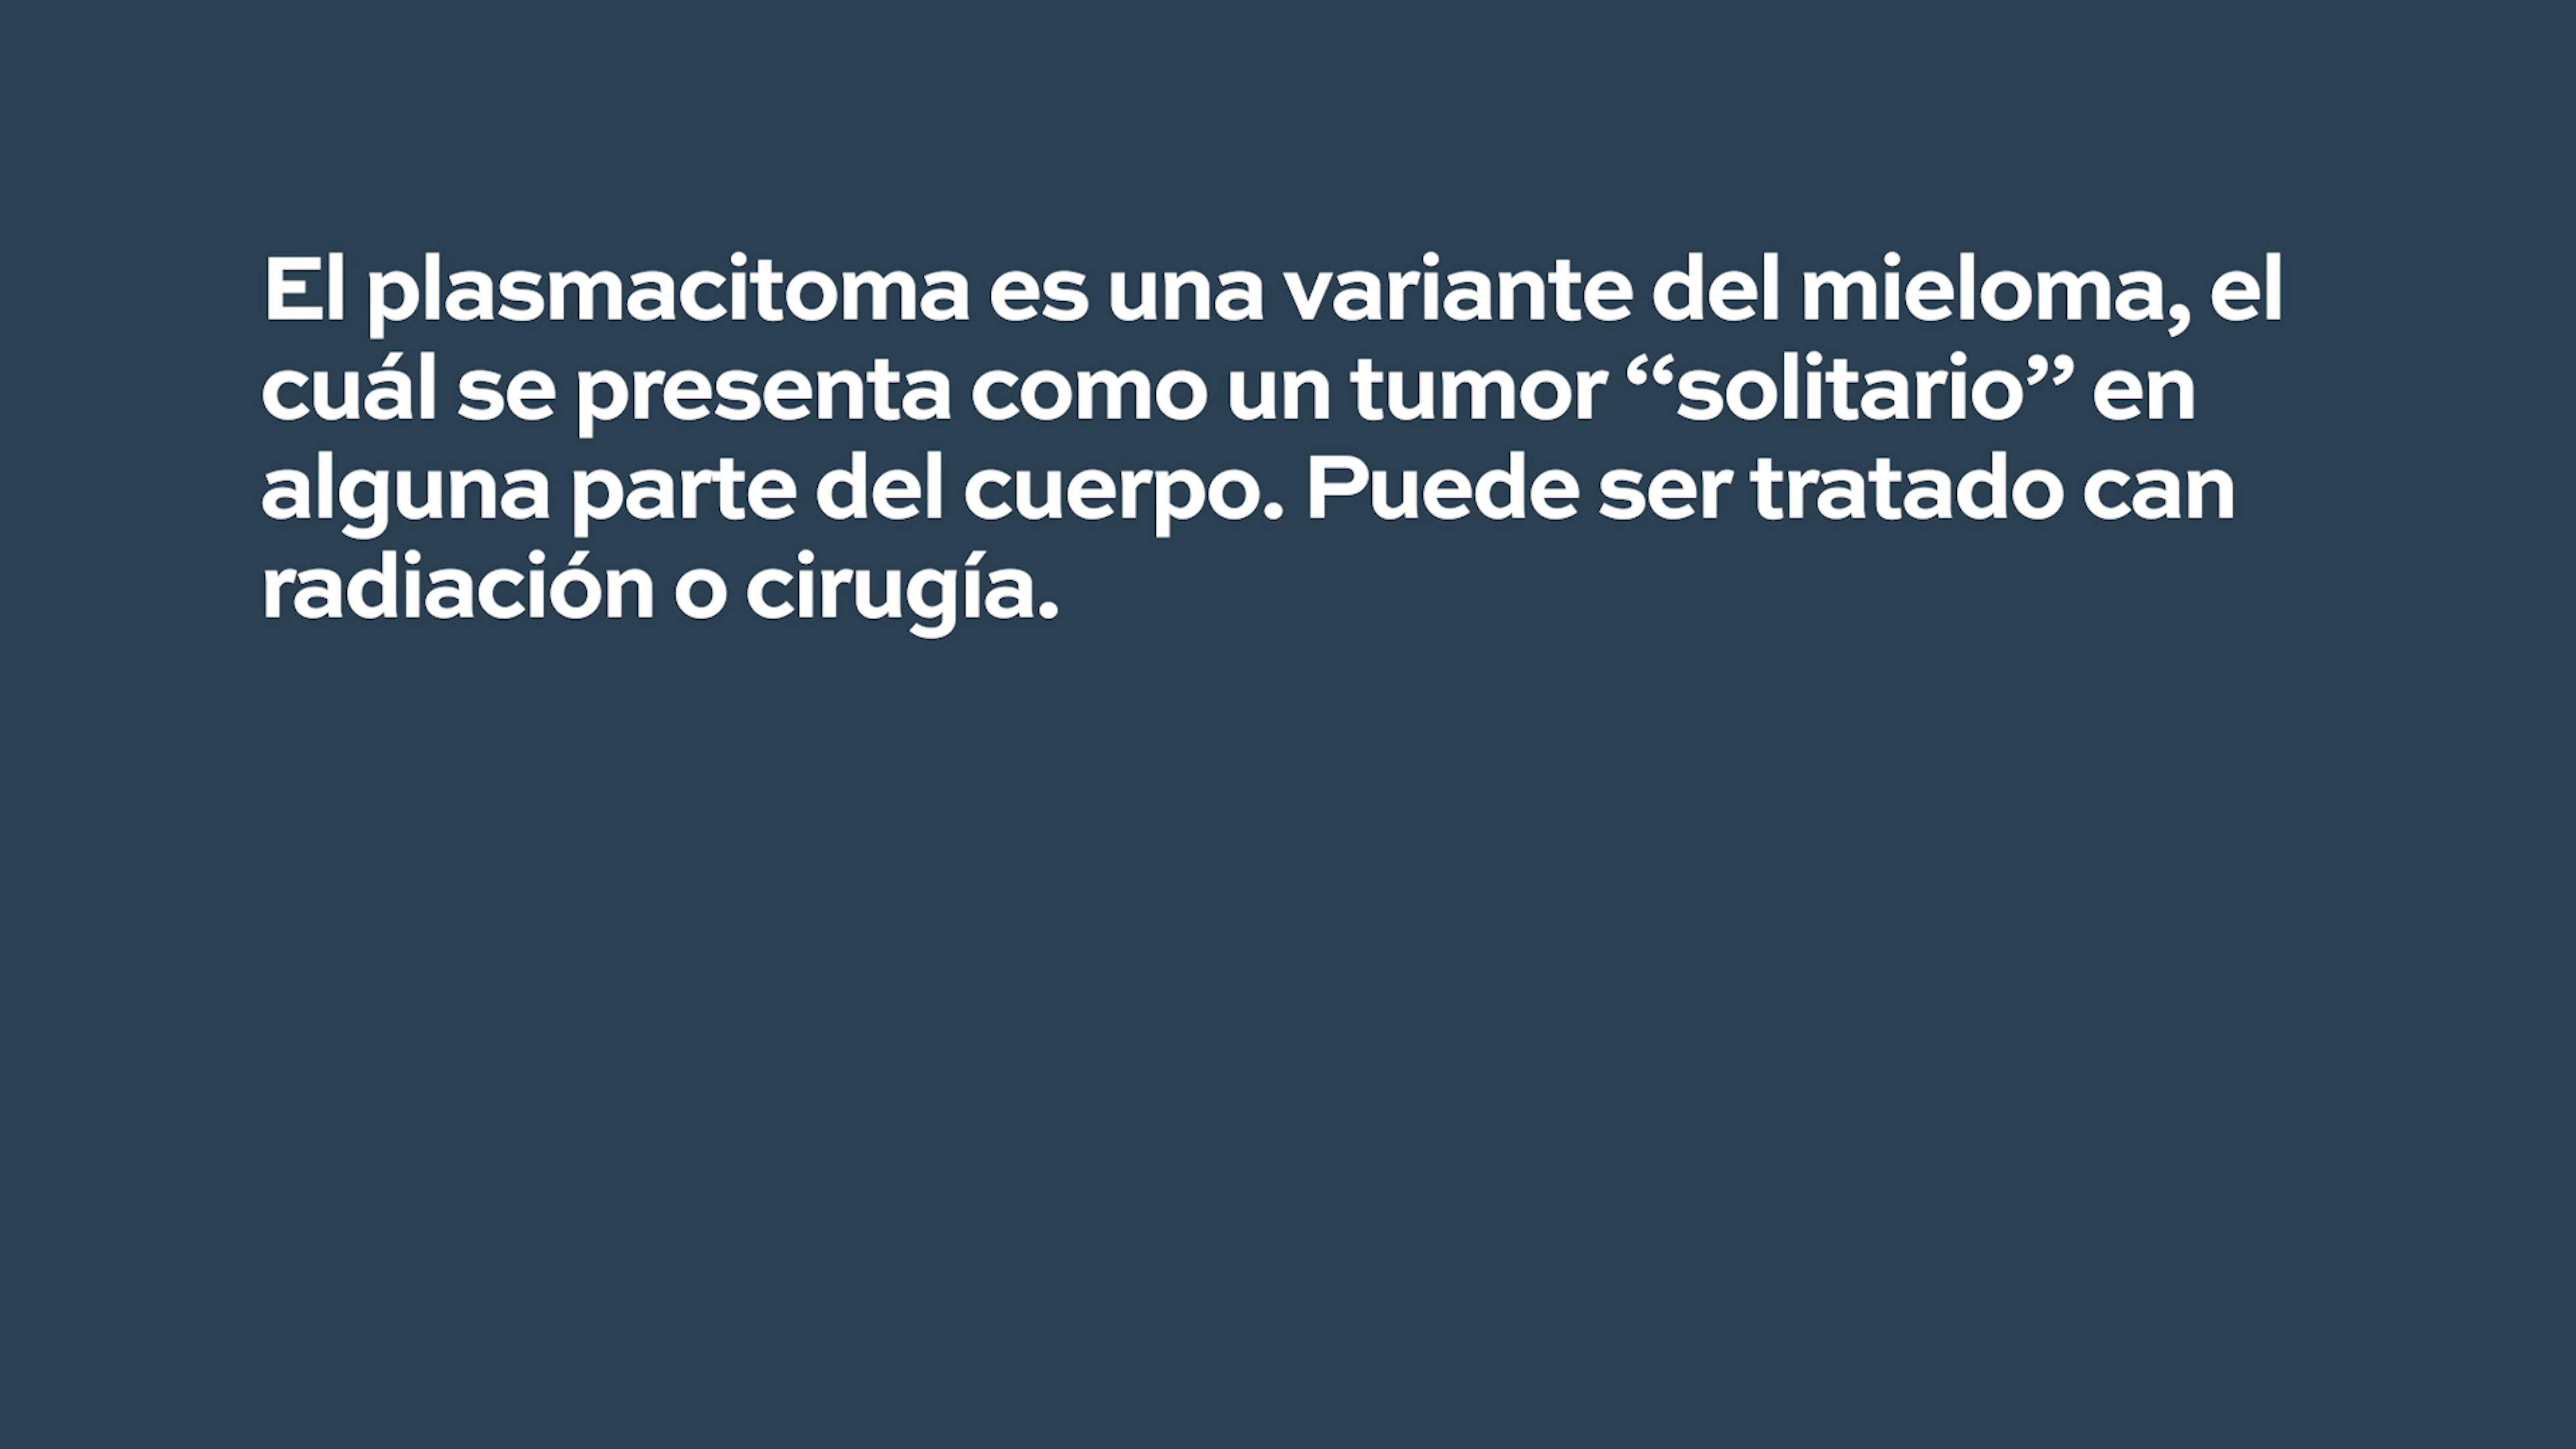 El plasmacitoma es una variante del mieloma, el
cuál se presenta como un tumor “solitario” en
alguna parte del cuerpo. Puede ser tratado can
radiación o cirugía.